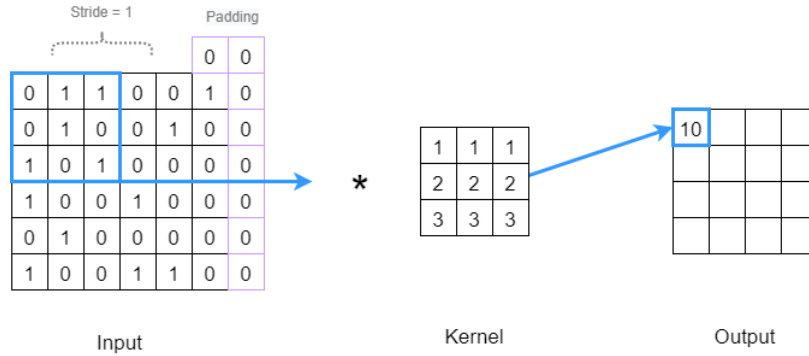 Stride = 1
Padding
0 0
0 1 1 0 0 1 0
0 1 0 0 1 0 0
1 0 1 0 0 0 0
1 0 0 1 0 0 0
0 1 0 0 0 0 0
1 0 0 1 1 0 0
*
1 1 1
2 2 2
3 3 3
10
Input
Kernel
Output